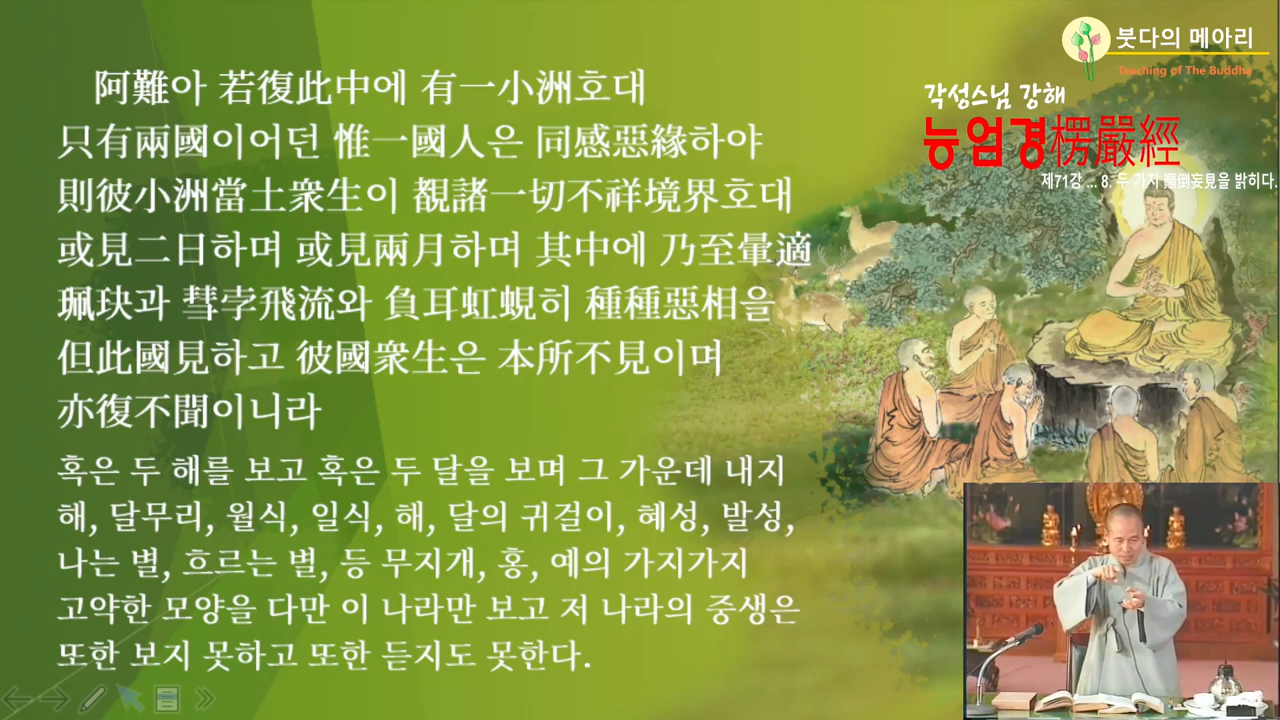 붓다의 메아리
Teaching of The Buddha
각성스님 강해
능엄경楞嚴經
제71강 ... 8. 두 가지 顚倒妄見을 밝히다.
阿難아 若復此中에 有一小洲호대
只有兩國이어던 惟一國人은 同感惡緣하야
則彼小洲當土衆生이 覩諸一切不祥境界호대
或見二日하며 或見兩月하며 其中에 乃至暈適
珮玦과 彗孛飛流와 負耳虹蜺히 種種惡相을
但此國見하고 彼國衆生은 本所不見이며
亦復不聞이니라
혹은 두 해를 보고 혹은 두 달을 보며 그 가운데 내지
해, 달무리, 월식, 일식, 해, 달의 귀걸이, 혜성, 발성,
나는 별, 흐르는 별, 등 무지개, 홍, 예의 가지가지
고약한 모양을 다만 이 나라만 보고 저 나라의 중생은
또한 보지 못하고 또한 듣지도 못한다.